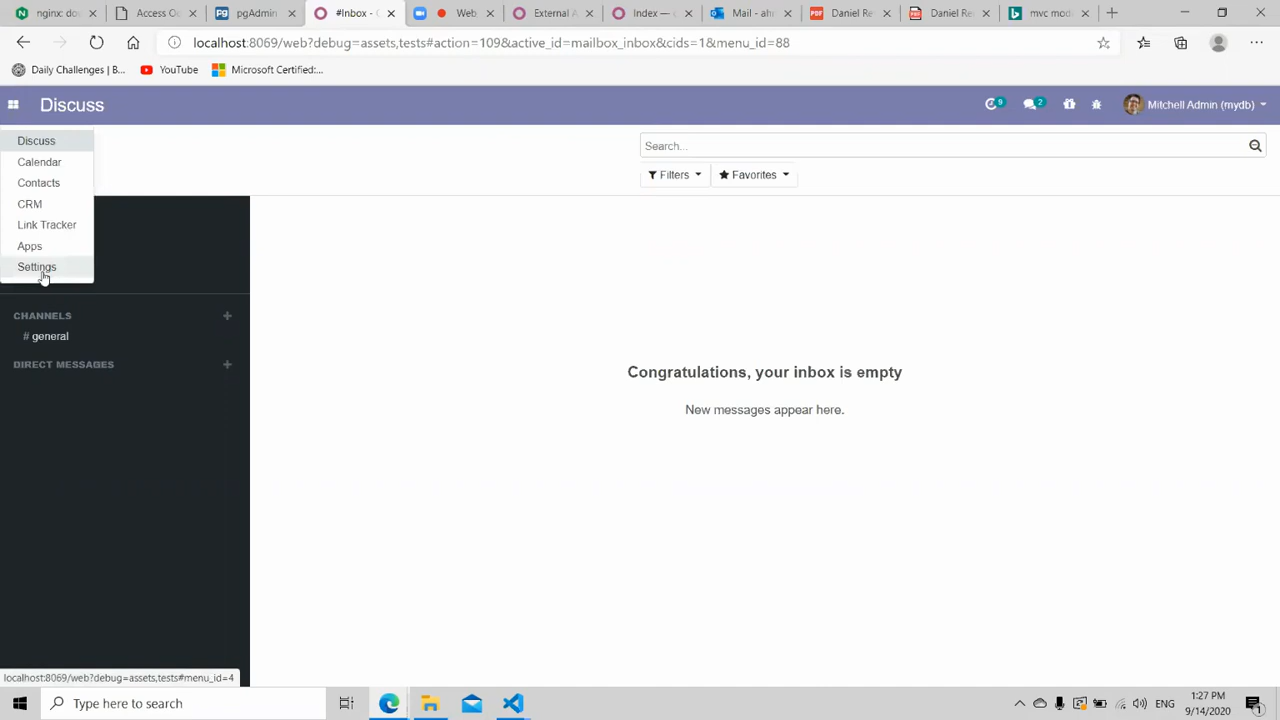 nginx: do
Access O
pgAdmin
#Inbox - O
Web
External A
Index — 
Mail - ah
Daniel Re
Daniel Re
mvc mod
localhost:8069/web?debug=assets,tests#action=109&active_id=mailbox_inbox&cids=1&menu_id=88
Daily Challenges | B...
YouTube
Microsoft Certified:...
Discuss
9
2
Mitchell Admin (mydb)
Discuss
Calendar
Contacts
CRM
Link Tracker
Apps
Settings
Search...
Filters
Favorites
CHANNELS
# general
DIRECT MESSAGES
Congratulations, your inbox is empty
New messages appear here.
localhost:8069/web?debug=assets,tests#menu_id=4
Type here to search
ENG
1:27 PM
9/14/2020
1